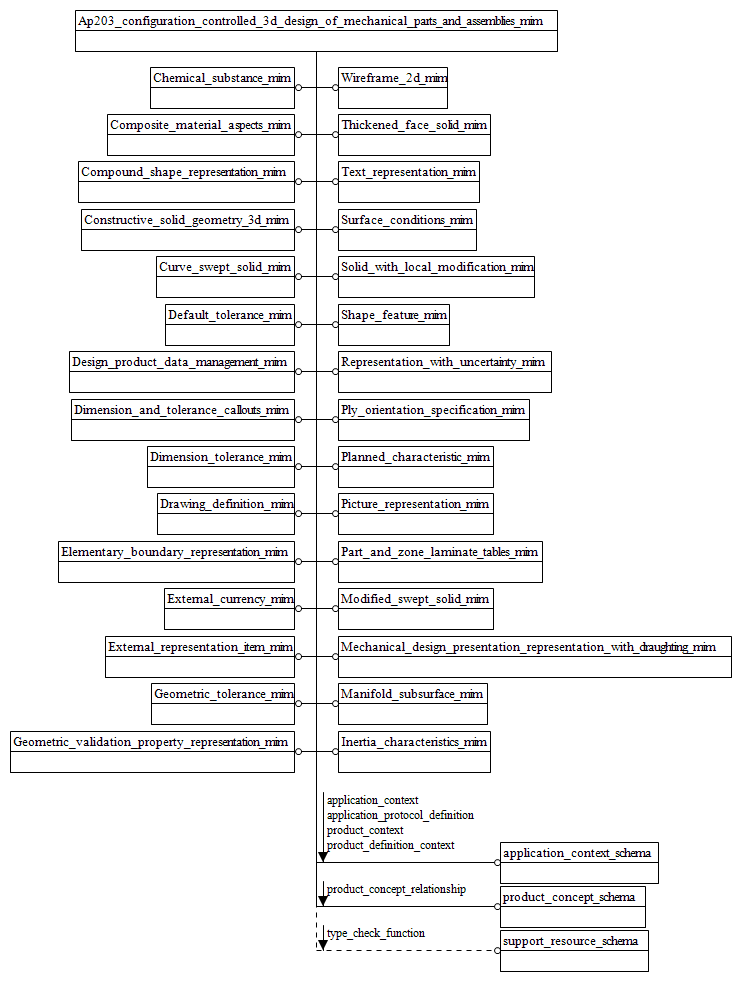 Ap203_configuration_controlled_3d_design_of_mechanical_parts_and_assemblies_mim
Chemical_substance_mim
Wireframe_2d_mim
Composite_material_aspects_mim
Thickened_face_solid_mim
Compound_shape_representation_mim
Text_representation_mim
Constructive_solid_geometry_3d_mim
Surface_conditions_mim
Curve_swept_solid_mim
Solid_with_local_modification_mim
Default_tolerance_mim
Shape_feature_mim
Design_product_data_management_mim
Representation_with_uncertainty_mim
Dimension_and_tolerance_callouts_mim
Ply_orientation_specification_mim
Dimension_tolerance_mim
Planned_characteristic_mim
Drawing_definition_mim
Picture_representation_mim
Elementary_boundary_representation_mim
Part_and_zone_laminate_tables_mim
External_currency_mim
Modified_swept_solid_mim
External_representation_item_mim
Mechanical_design_presentation_representation_with_draughting_mim
Geometric_tolerance_mim
Manifold_subsurface_mim
Geometric_validation_property_representation_mim
Inertia_characteristics_mim
application_context
application_protocol_definition
product_context
product_definition_context
application_context_schema
product_concept_relationship
product_concept_schema
type_check_function
support_resource_schema